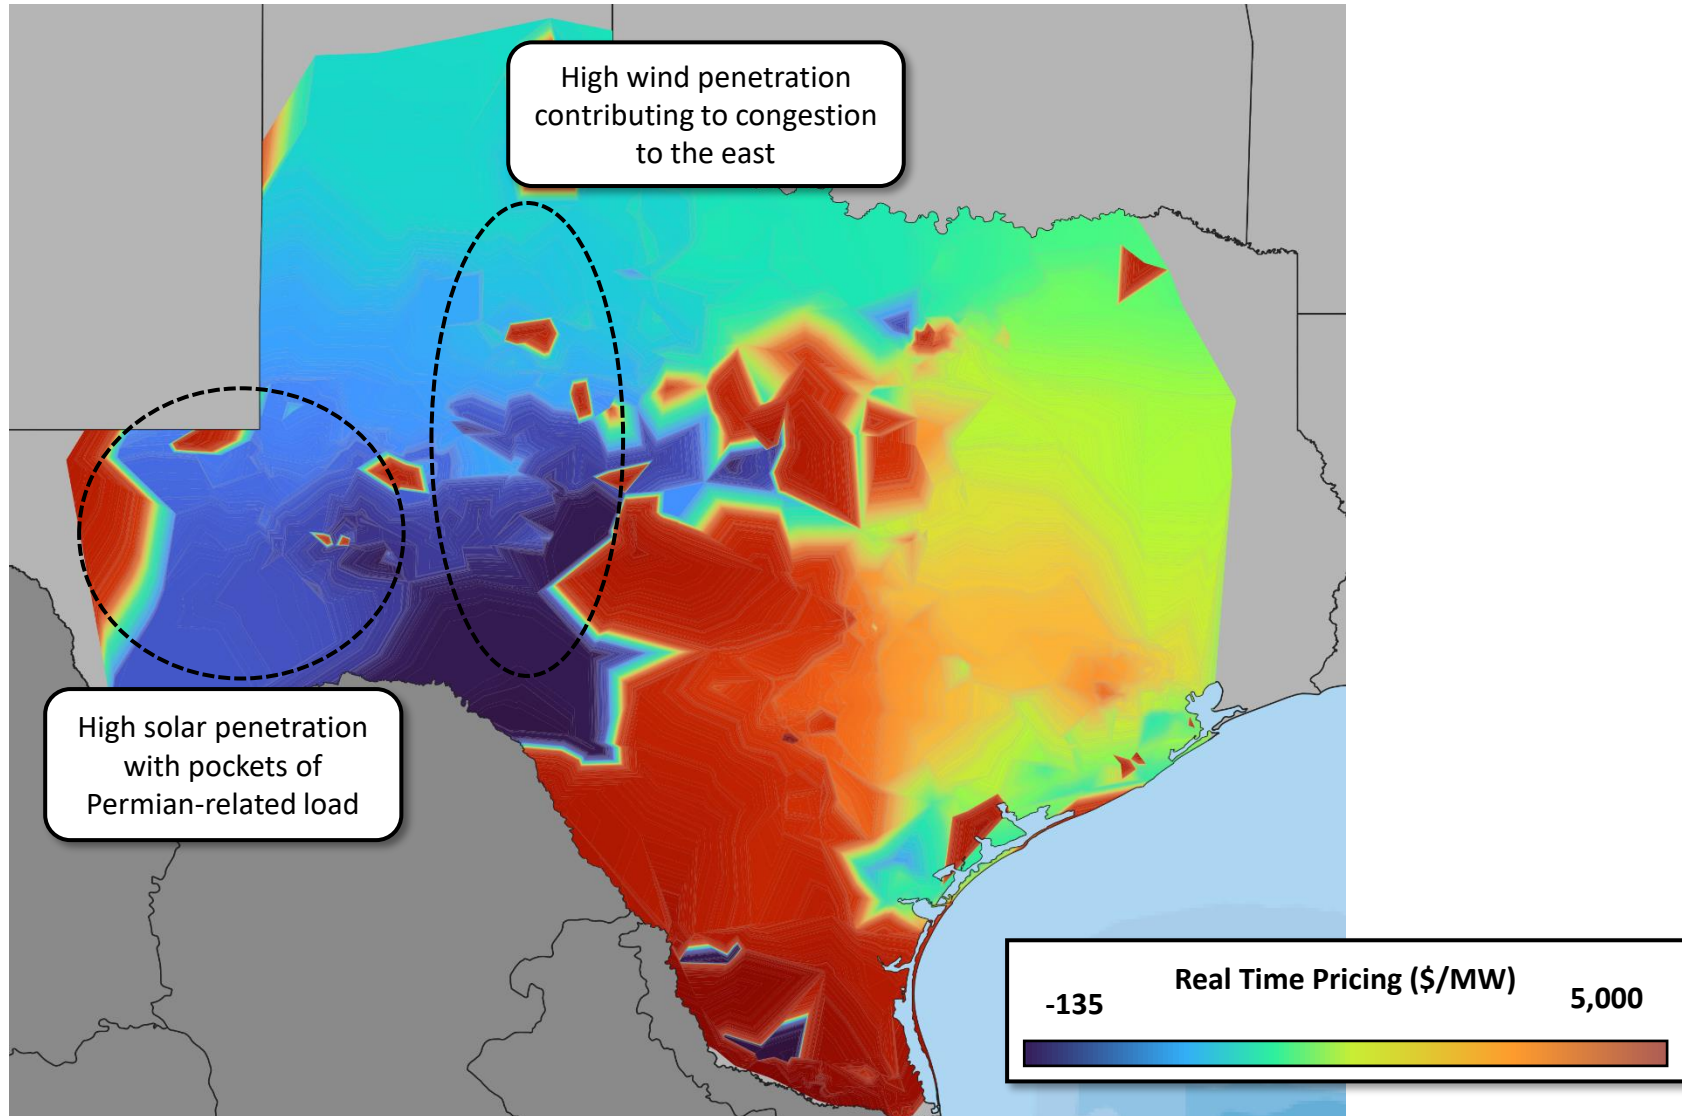 High wind penetration
contributing to congestion
to the east
High solar penetration
with pockets of
Permian-related load
Real Time Pricing ($/MW)
-135
5,000